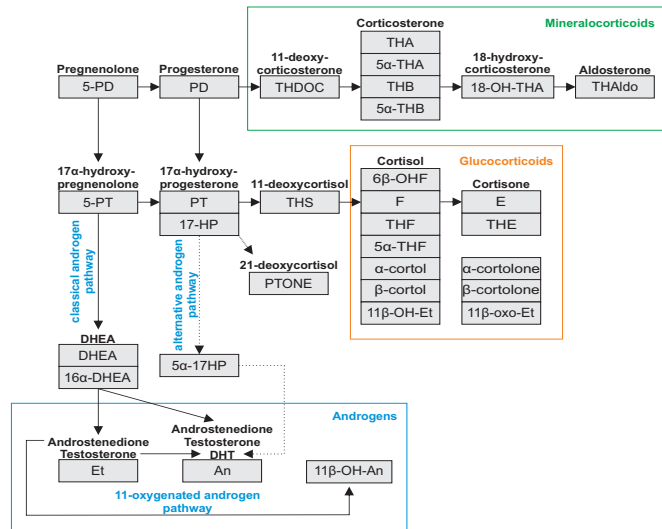 Mineralocorticoids
Corticosterone
THA
5α-THA
THB
5α-THB
11-deoxy-
corticosterone
THDOC
18-hydroxy-
corticosterone
18-OH-THA
Aldosterone
THAldo
Pregnenolone
5-PD
Progesterone
PD
17α-hydroxy-
pregnenolone
5-PT
17α-hydroxy-
progesterone
PT
17-HP
11-deoxycortisol
THS
Cortisol
6β-OHF
F
THF
5α-THF
α-cortol
β-cortol
11β-OH-Et
Glucocorticoids
Cortisone
E
THE
α-cortolone
β-cortolone
11β-oxo-Et
21-deoxycortisol
PTONE
classical androgen
pathway
alternative androgen
pathway
DHEA
DHEA
16α-DHEA
5α-17HP
Androgens
Androstenedione
Testosterone
Et
Androstenedione
Testosterone
DHT
An
11β-OH-An
11-oxygenated androgen
pathway